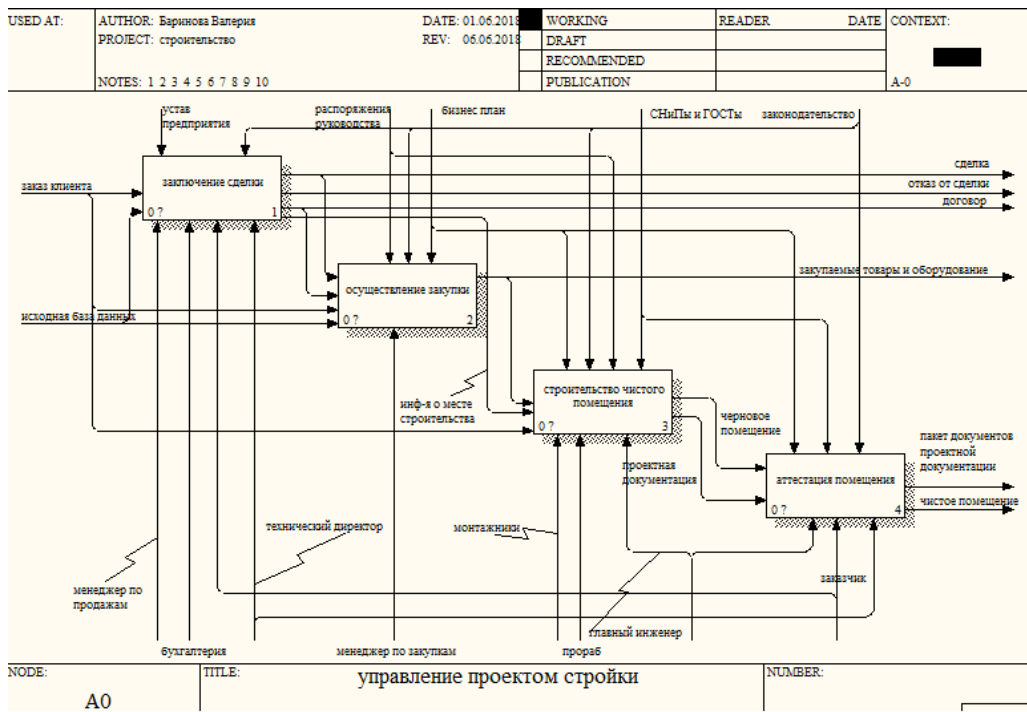 USED AT:
AUTHOR: Баринова Валерия
DATE: 01.06.2018
WORKING
READER
DATE
CONTEXT:
PROJECT: строительство
REV: 06.06.2018
DRAFT
RECOMMENDED
NOTES: 1 2 3 4 5 6 7 8 9 10
PUBLICATION
A-0
устав
предприятия
распоряжения
руководства
бизнес план
СНиПы и ГОСТы
законодательство
сделка
заказ клиента
заключение сделки
0 ?
1
отказ от сделки
договор
закупаемые товары и оборудование
осуществление закупки
0 ?
2
исходная база данных
строительство чистого
помещения
0 ?
3
инф-я о месте
строительства
черновое
помещение
проектная
документация
пакет документов
проектной
документации
аттестация помещения
0 ?
4
чистое помещение
технический директор
монтажники
менеджер по
продажам
заказчик
главный инженер
бухгалтерия
менеджер по закупкам
прораб
NODE:
TITLE:
управление проектом стройки
NUMBER:
A0